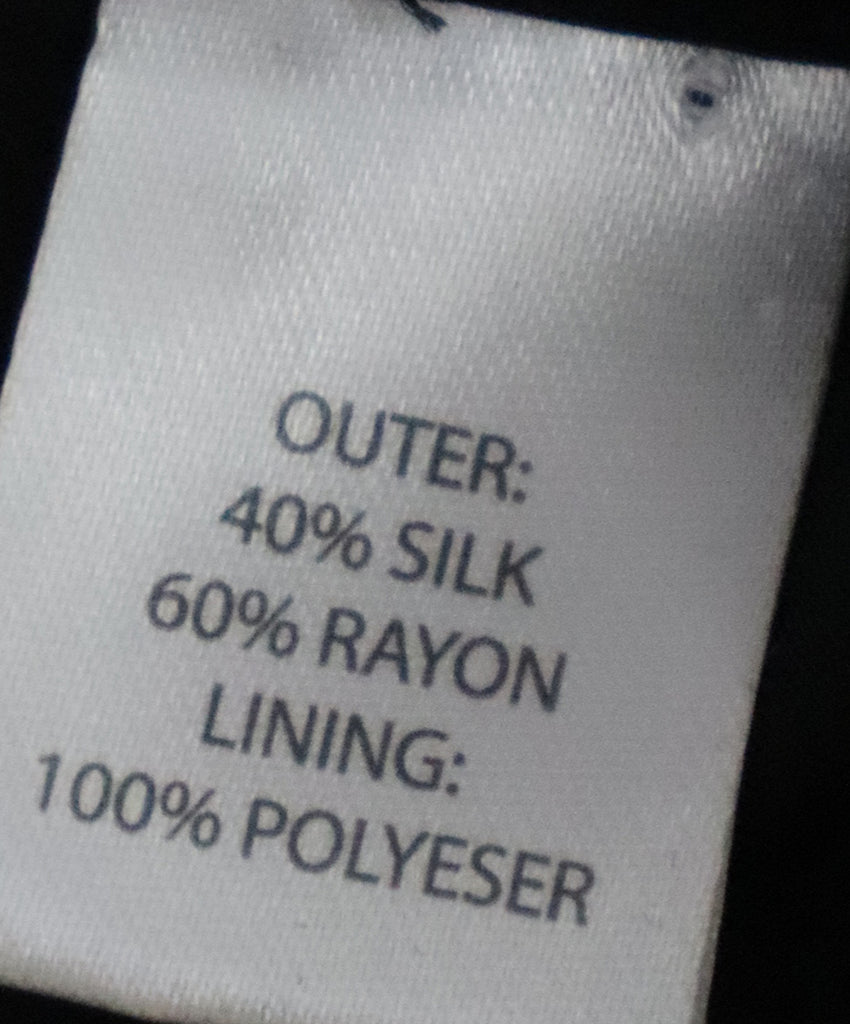 OUTER:
40% SILK
60% RAYON
LINING:
100% POLYESER